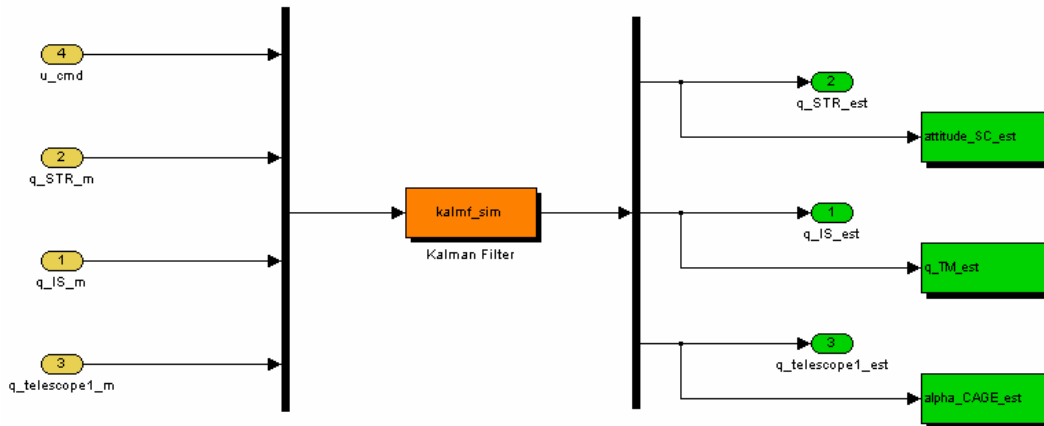 4
u_cmd
2
q_STR_m
1
q_IS_m
3
q_telescope1_m
kalmf_sim
Kalman Filter
2
q_STR_est
attitude_SC_est
1
q_IS_est
q_TM_est
3
q_telescope1_est
alpha_CAGE_est